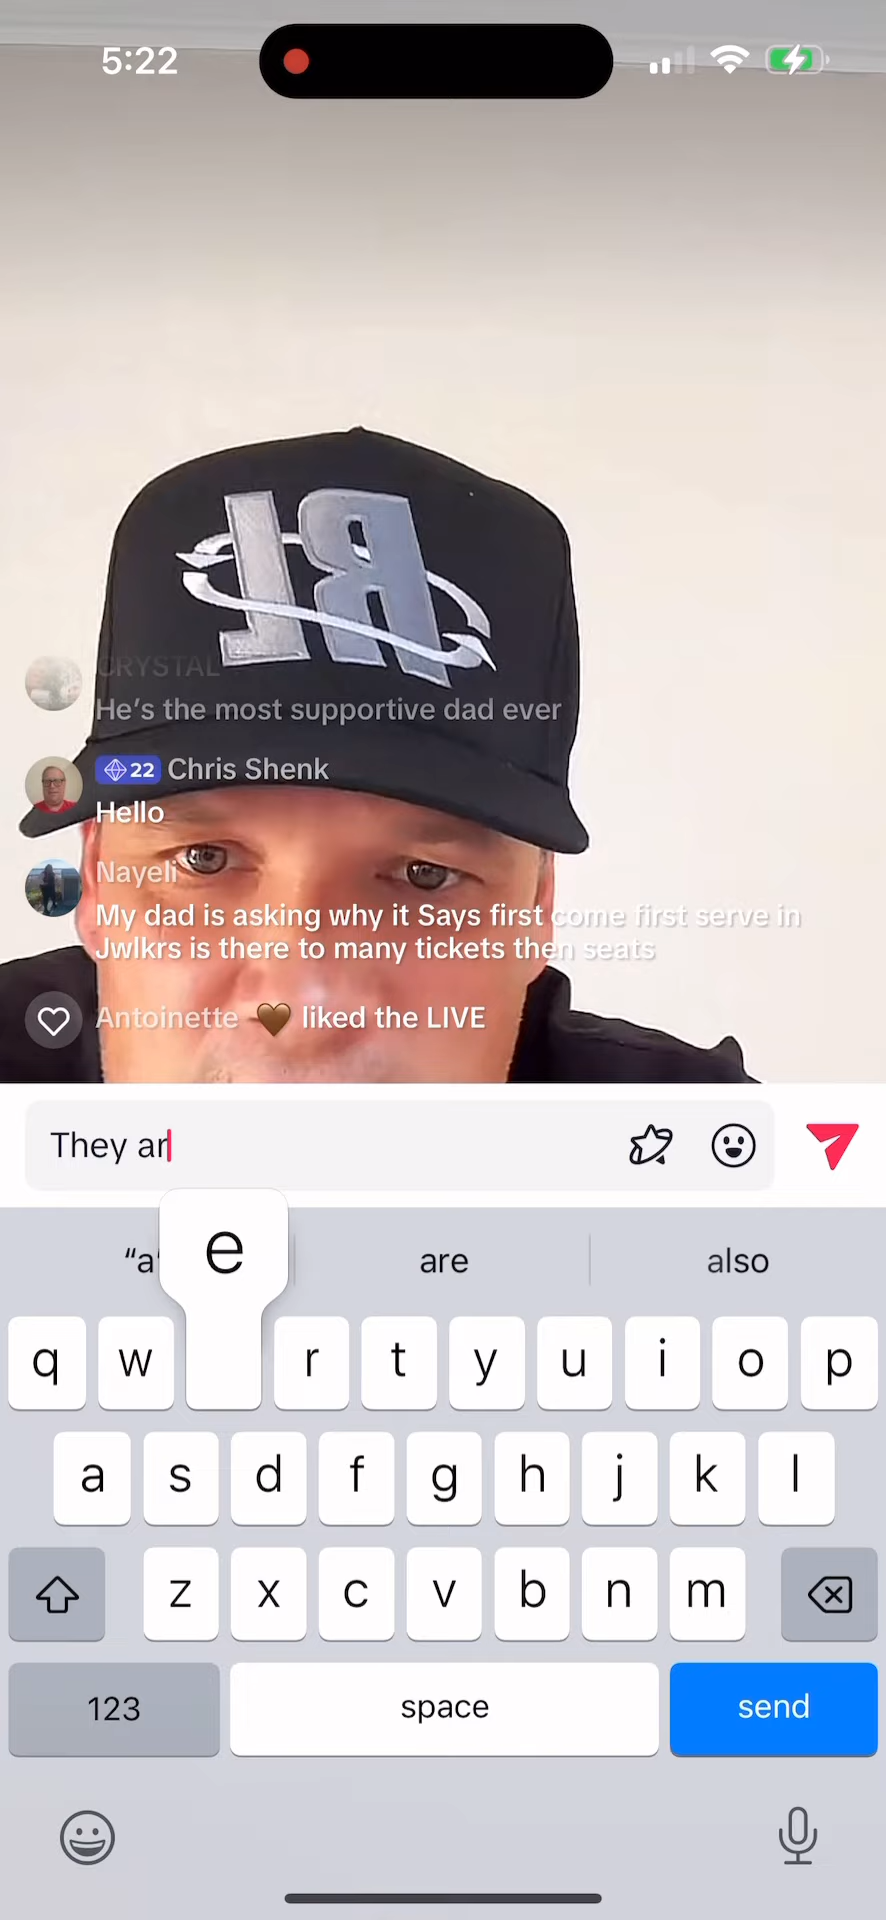 5:22
JR
CRYSTAL
He's the most supportive dad ever
22 Chris Shenk
Hello
Nayeli
My dad is asking why it Says first come first serve in
Jwlkrs is there to many tickets then seats
Antoinette 🤎 liked the LIVE
They ar
e
"a
are
also
q w r t y u i o p
a s d f g h j k l
z x c v b n m
123 space send